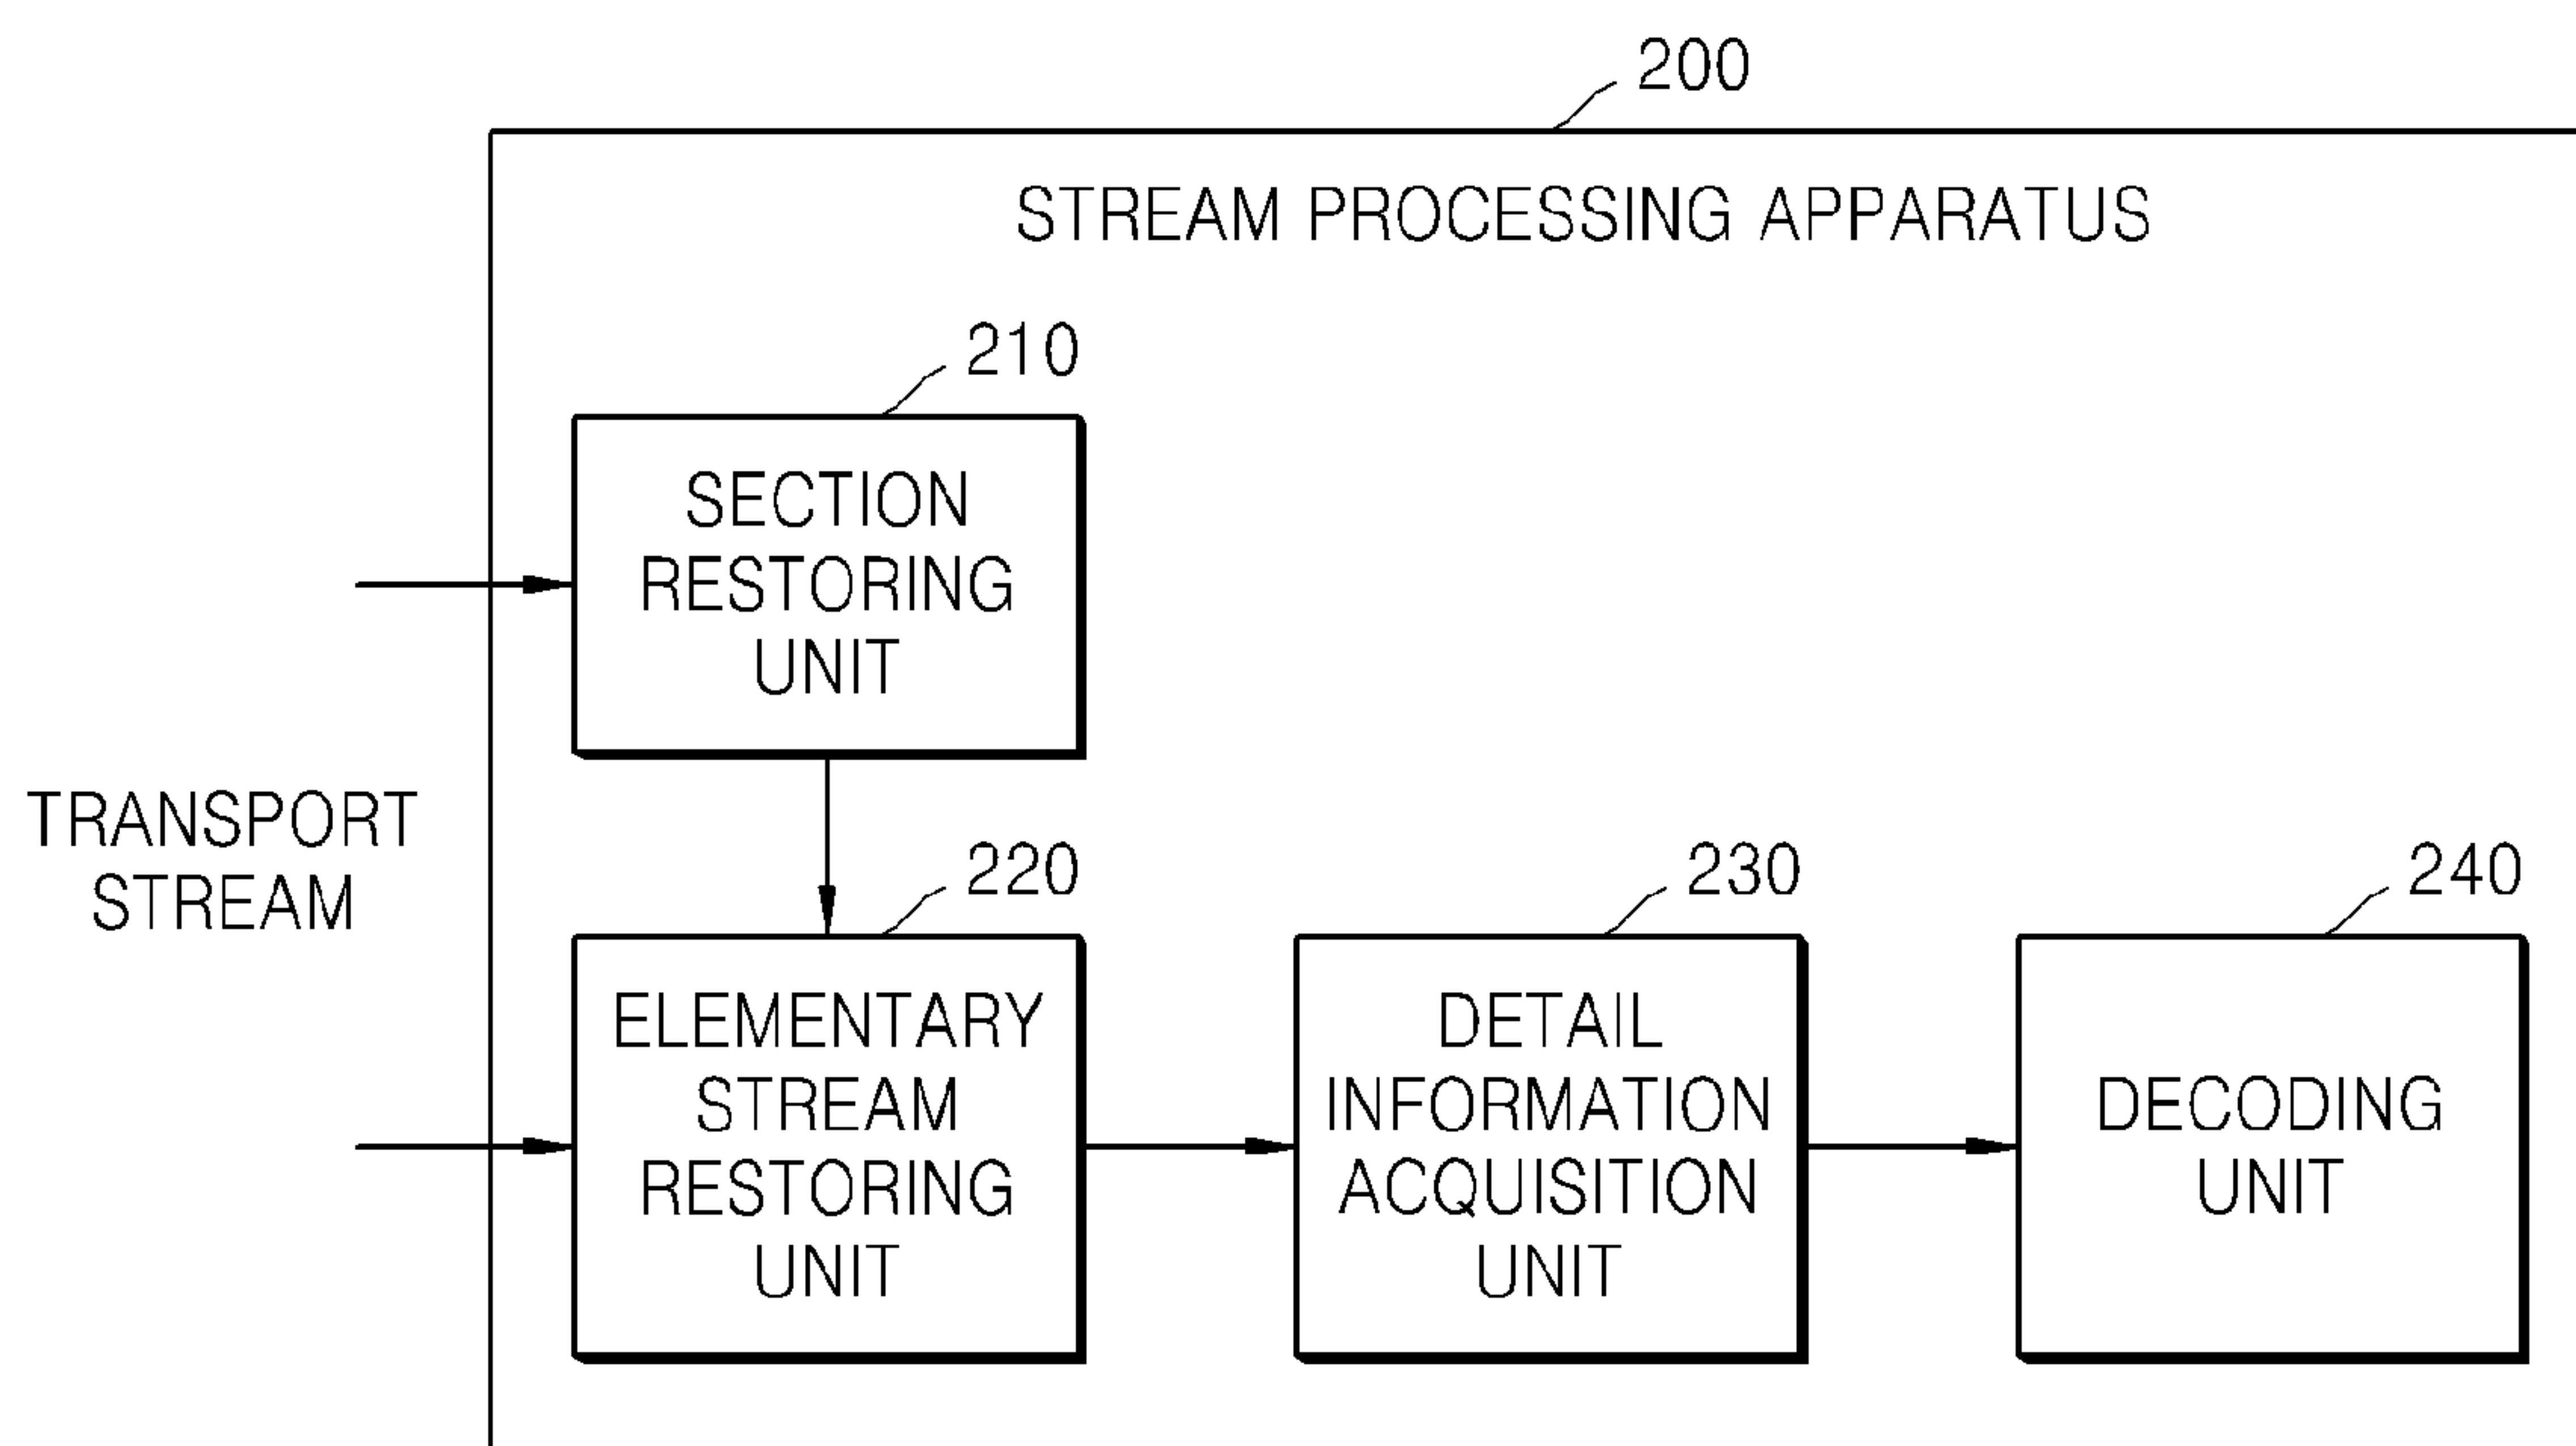 200
STREAM PROCESSING APPARATUS
210
SECTION
RESTORING
UNIT
TRANSPORT
STREAM
220
ELEMENTARY
STREAM
RESTORING
UNIT
230
DETAIL
INFORMATION
ACQUISITION
UNIT
240
DECODING
UNIT